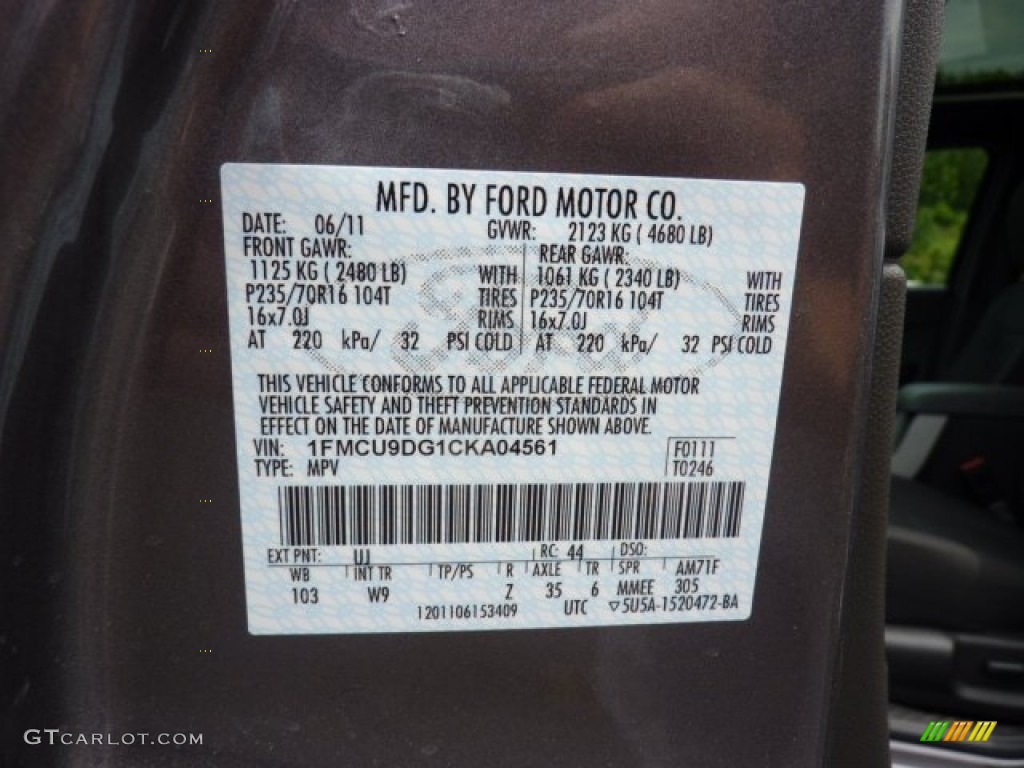 MFD. BY FORD MOTOR CO.
DATE: 06/11 GVWR: 2123 KG ( 4680 LB)
FRONT GAWR: REAR GAWR:
1125 KG ( 2480 LB) WITH 1061 KG ( 2340 LB) WITH
P235/70R16 104T TIRES P235/70R16 104T TIRES
16x7.0J RIMS 16x7.0J RIMS
AT 220 kPa/ 32 PSI COLD AT 220 kPa/ 32 PSI COLD
THIS VEHICLE CONFORMS TO ALL APPLICABLE FEDERAL MOTOR
VEHICLE SAFETY AND THEFT PREVENTION STANDARDS IN
EFFECT ON THE DATE OF MANUFACTURE SHOWN ABOVE.
VIN: 1FMCU9DG1CKA04561 F0111
TYPE: MPV T0246
EXT PNT: UJ RC: 44 DSO:
WB INT TR TP/PS R AXLE TR SPR AM71F
103 W9 Z 35 6 MMEE 305
1201106153409 UTC ▽5U5A-1520472-BA
GTCARLOT.COM